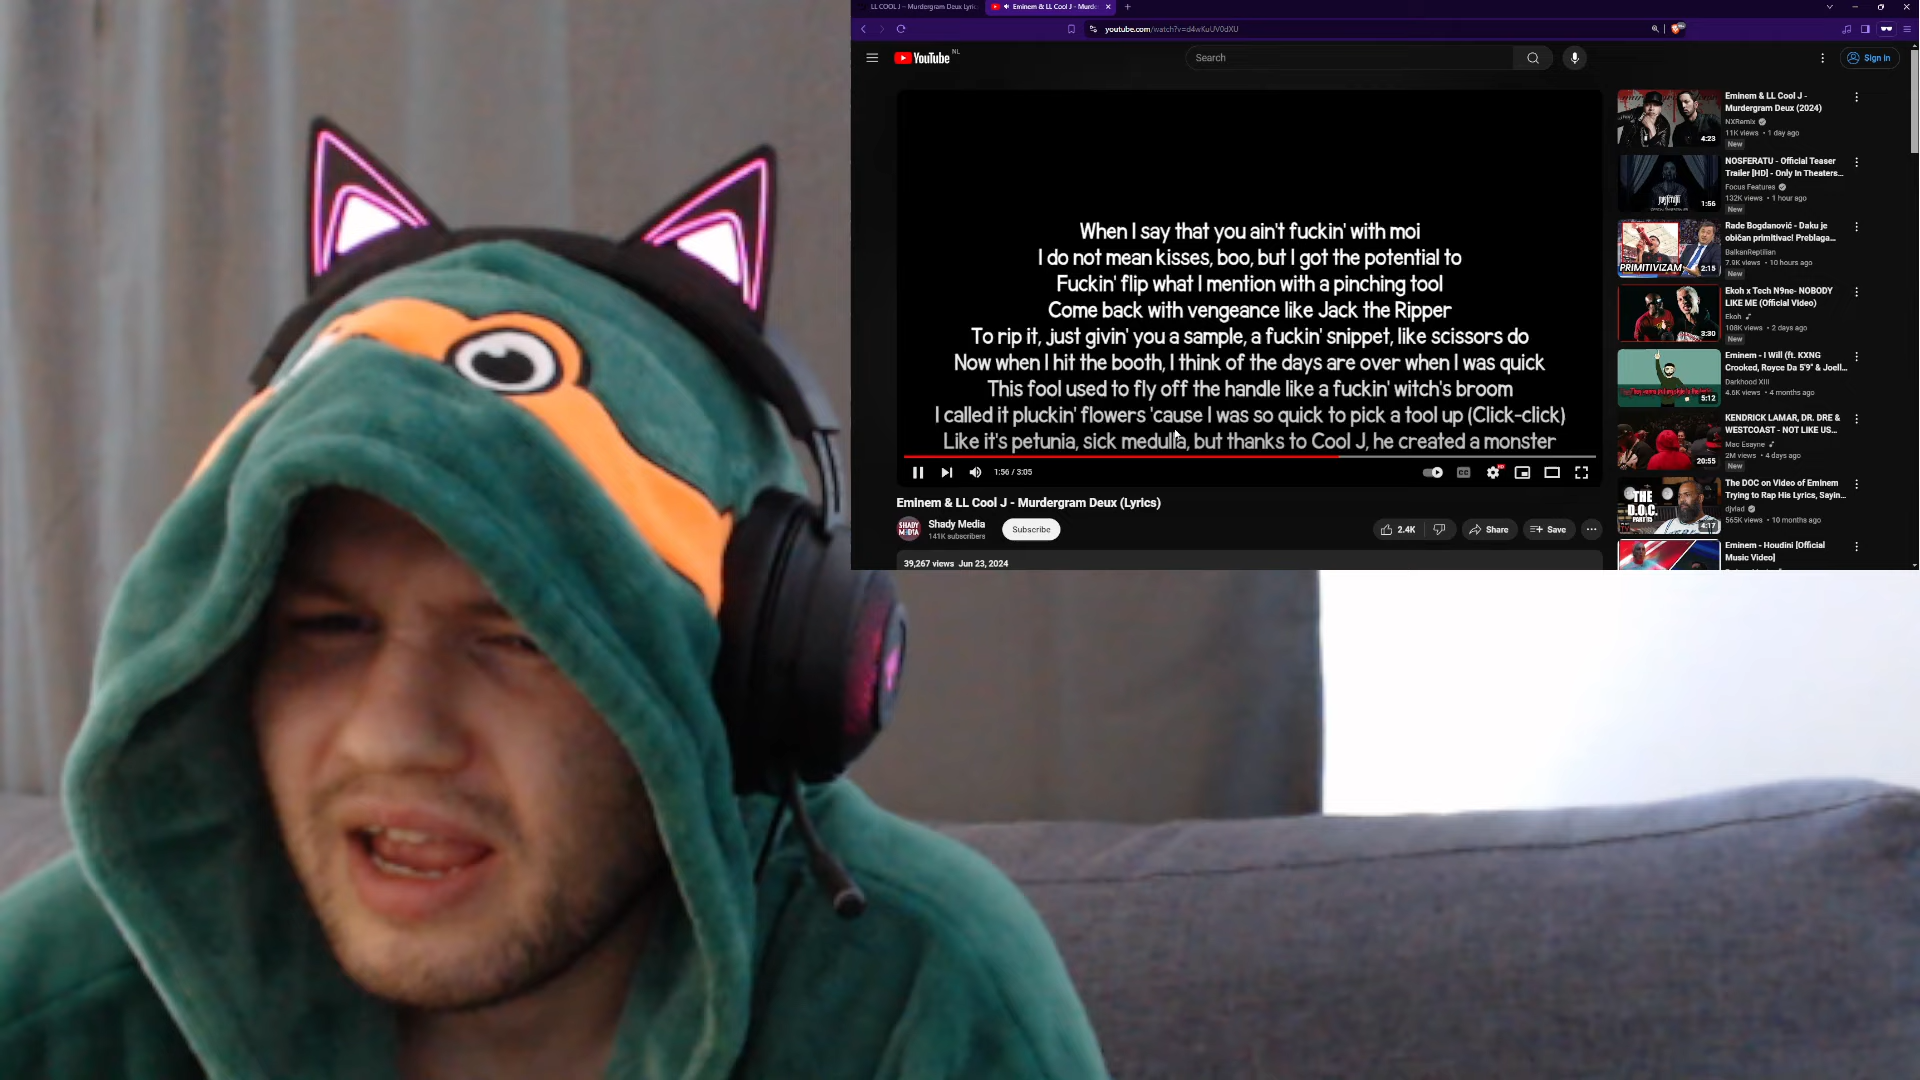 LL COOL J – Murdergram Deux Lyric
Eminem & LL Cool J - Murde
youtube.com/watch?v=d4wKuUV0dXU
YouTube NL
Search
Sign in
When I say that you ain't fuckin' with moi
I do not mean kisses, boo, but I got the potential to
Fuckin' flip what I mention with a pinching tool
Come back with vengeance like Jack the Ripper
To rip it, just givin' you a sample, a fuckin' snippet, like scissors do
Now when I hit the booth, I think of the days are over when I was quick
This fool used to fly off the handle like a fuckin' witch's broom
I called it pluckin' flowers 'cause I was so quick to pick a tool up (Click-click)
Like it's petunia, sick medulla, but thanks to Cool J, he created a monster
1:56 / 3:05
Eminem & LL Cool J - Murdergram Deux (Lyrics)
SHADY MEDIA
Shady Media
141K subscribers
Subscribe
2.4K
Share
Save
39,267 views Jun 23, 2024
4:23
Eminem & LL Cool J -
Murdergram Deux (2024)
NXRemix
11K views • 1 day ago
New
1:56
NOSFERATU - Official Teaser
Trailer [HD] - Only In Theaters...
Focus Features
132K views • 1 hour ago
New
PRIMITIVIZAM
2:15
Rade Bogdanović - Daku je
običan primitivac! Preblaga...
BalkanReptilian
7.9K views • 10 hours ago
New
3:30
Ekoh x Tech N9ne- NOBODY
LIKE ME (Official Video)
Ekoh
108K views • 2 days ago
New
5:12
Eminem - I Will (ft. KXNG
Crooked, Royce Da 5'9" & Joell...
Darkhood XIII
4.6K views • 4 months ago
20:55
KENDRICK LAMAR, DR. DRE &
WESTCOAST - NOT LIKE US...
Mac Esayne
2M views • 4 days ago
New
THE D.O.C.
4:17
The DOC on Video of Eminem
Trying to Rap His Lyrics, Sayin...
djvlad
565K views • 10 months ago
Eminem - Houdini [Official
Music Video]